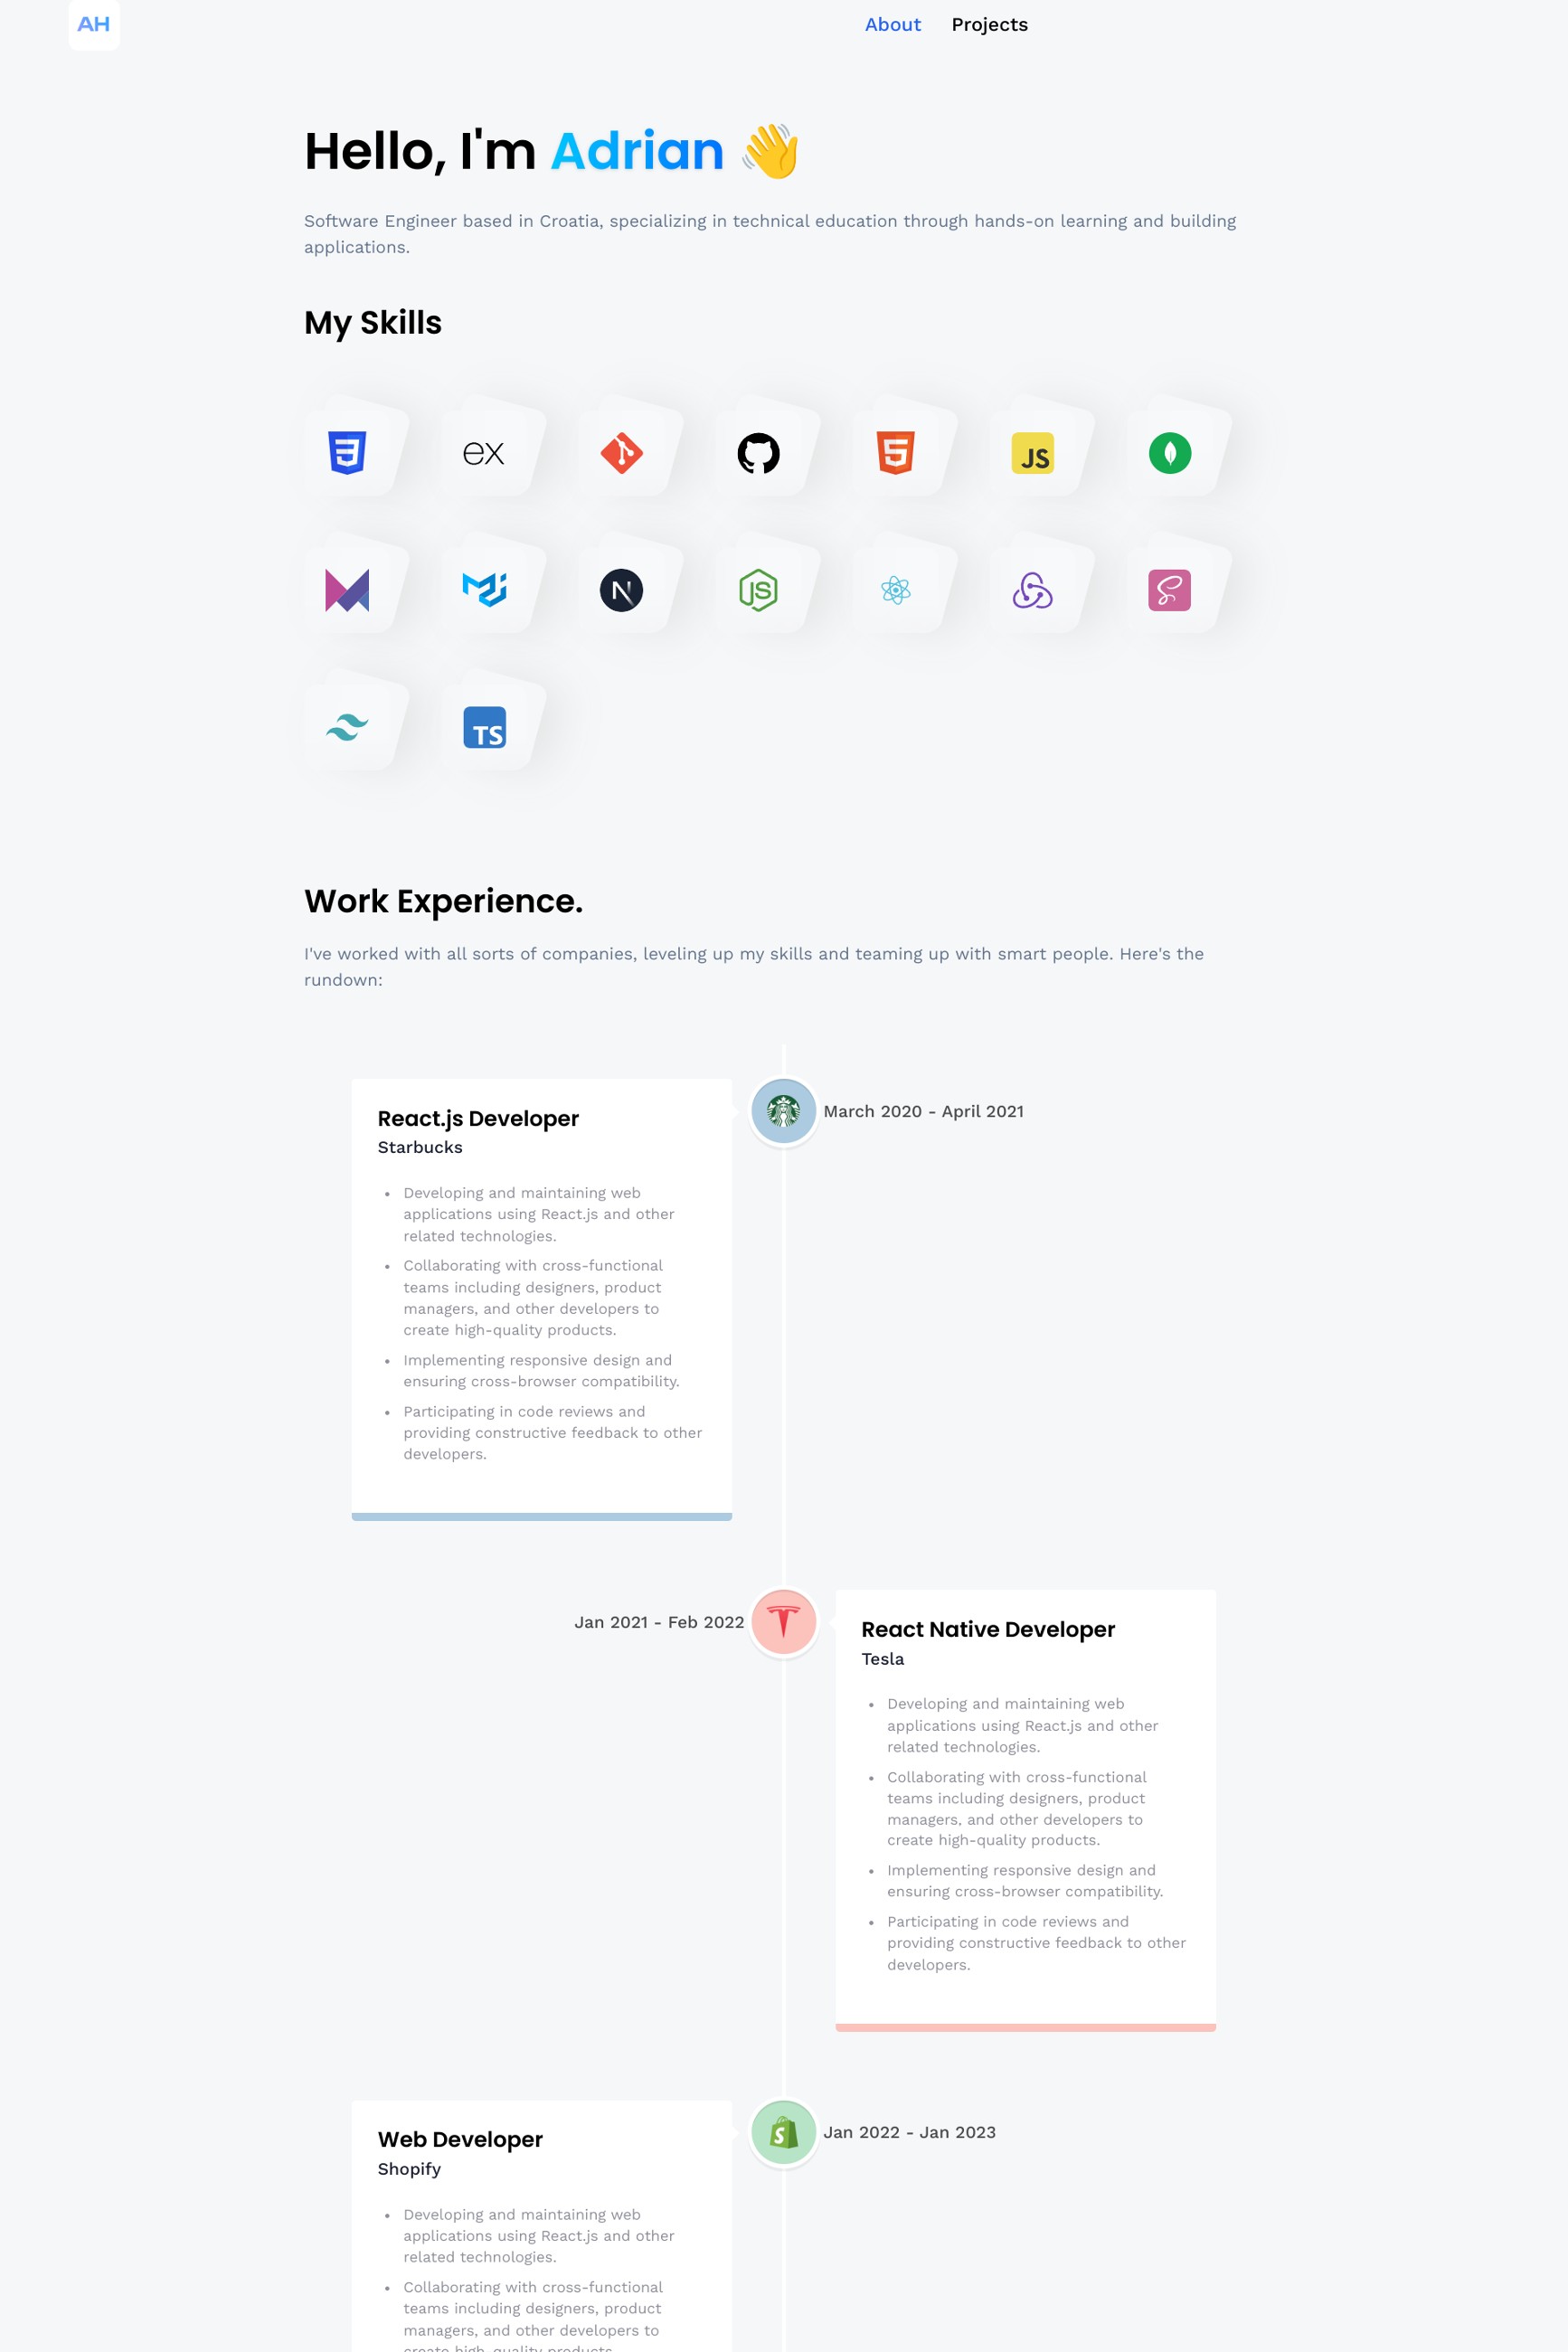 AH
About Projects
Hello, I'm Adrian 👋
Software Engineer based in Croatia, specializing in technical education through hands-on learning and building
applications.
My Skills
ex
JS
N
JS
TS
Work Experience.
I've worked with all sorts of companies, leveling up my skills and teaming up with smart people. Here's the
rundown:
React.js Developer
Starbucks
March 2020 - April 2021
• Developing and maintaining web
applications using React.js and other
related technologies.
• Collaborating with cross-functional
teams including designers, product
managers, and other developers to
create high-quality products.
• Implementing responsive design and
ensuring cross-browser compatibility.
• Participating in code reviews and
providing constructive feedback to other
developers.
Jan 2021 - Feb 2022
React Native Developer
Tesla
• Developing and maintaining web
applications using React.js and other
related technologies.
• Collaborating with cross-functional
teams including designers, product
managers, and other developers to
create high-quality products.
• Implementing responsive design and
ensuring cross-browser compatibility.
• Participating in code reviews and
providing constructive feedback to other
developers.
Web Developer
Shopify
Jan 2022 - Jan 2023
• Developing and maintaining web
applications using React.js and other
related technologies.
• Collaborating with cross-functional
teams including designers, product
managers, and other developers to
create high-quality products.